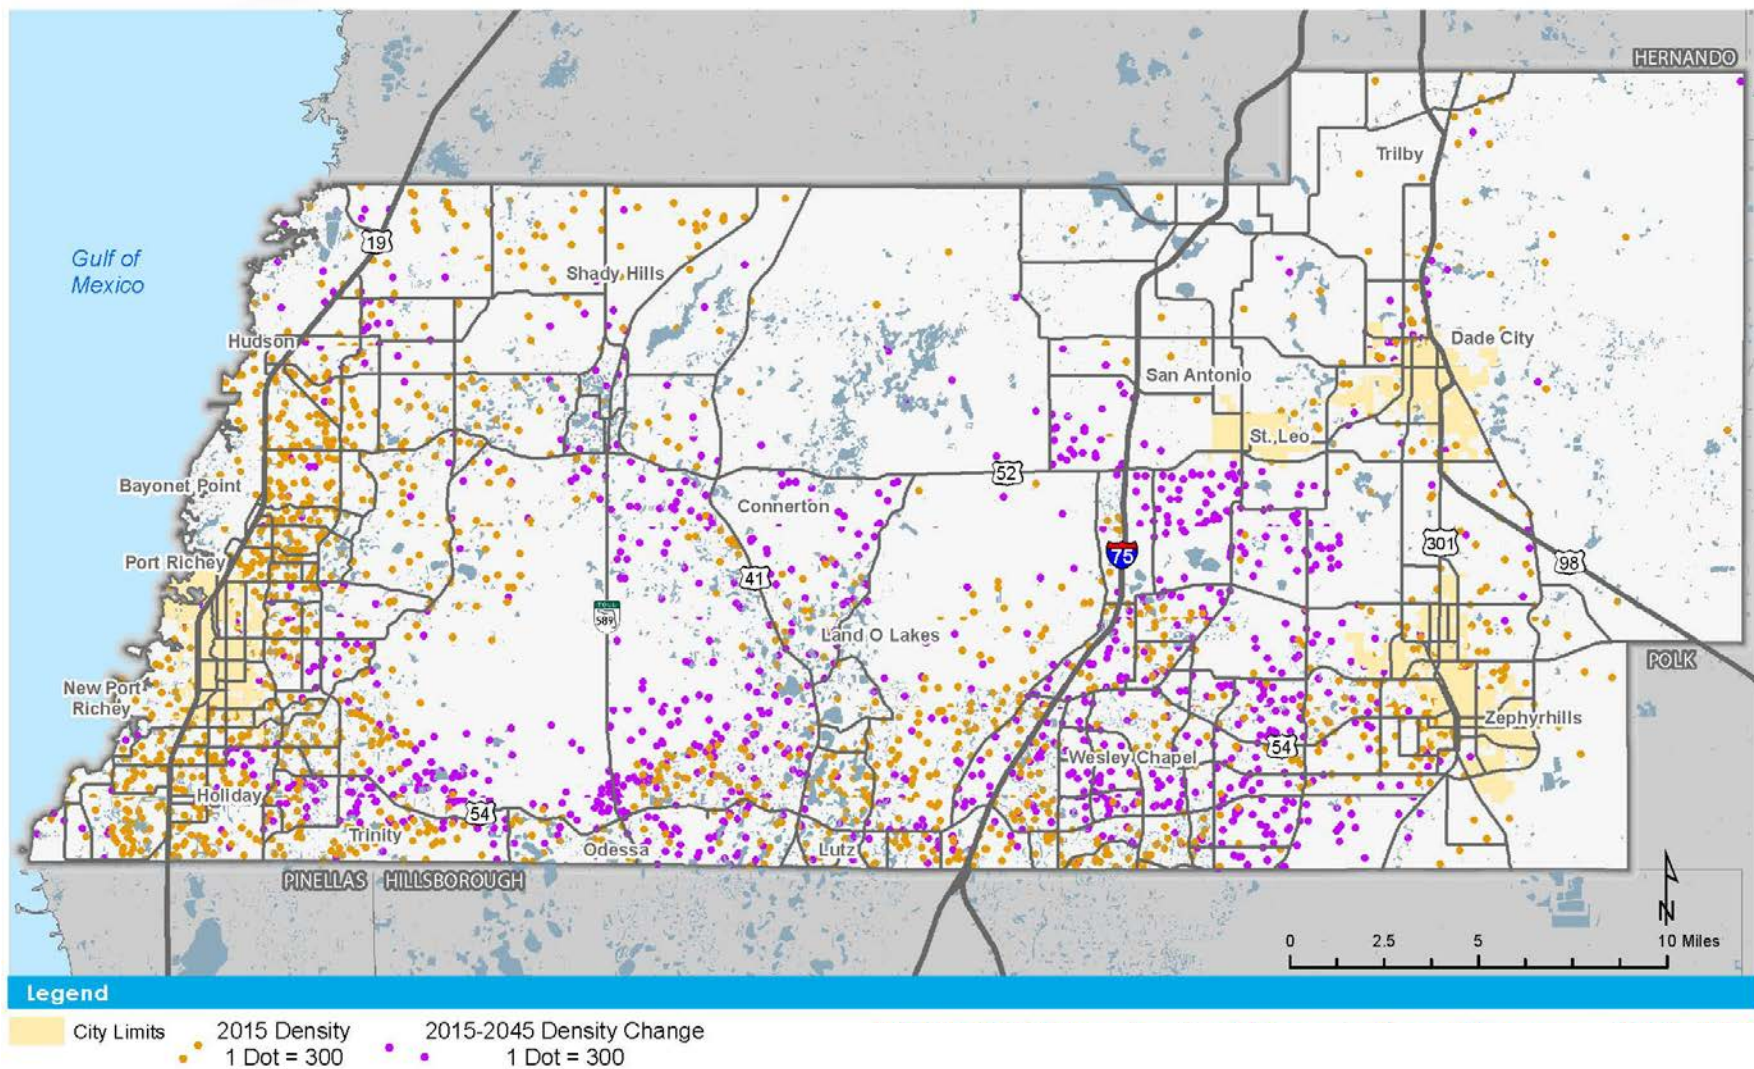 HERNANDO
Trilby
19
Gulf of
Mexico
Shady Hills
Hudson
Dade City
San Antonio
St. Leo
52
Bayonet Point
Connerton
301
75
98
Port Richey
41
TOLL
589
Land O Lakes
POLK
New Port
Richey
Zephyrhills
54
Wesley Chapel
Holiday
54
Trinity
Odessa
Lutz
PINELLAS
HILLSBOROUGH
N
0
2.5
5
10 Miles
Legend
City Limits
2015 Density
1 Dot = 300
2015-2045 Density Change
1 Dot = 300